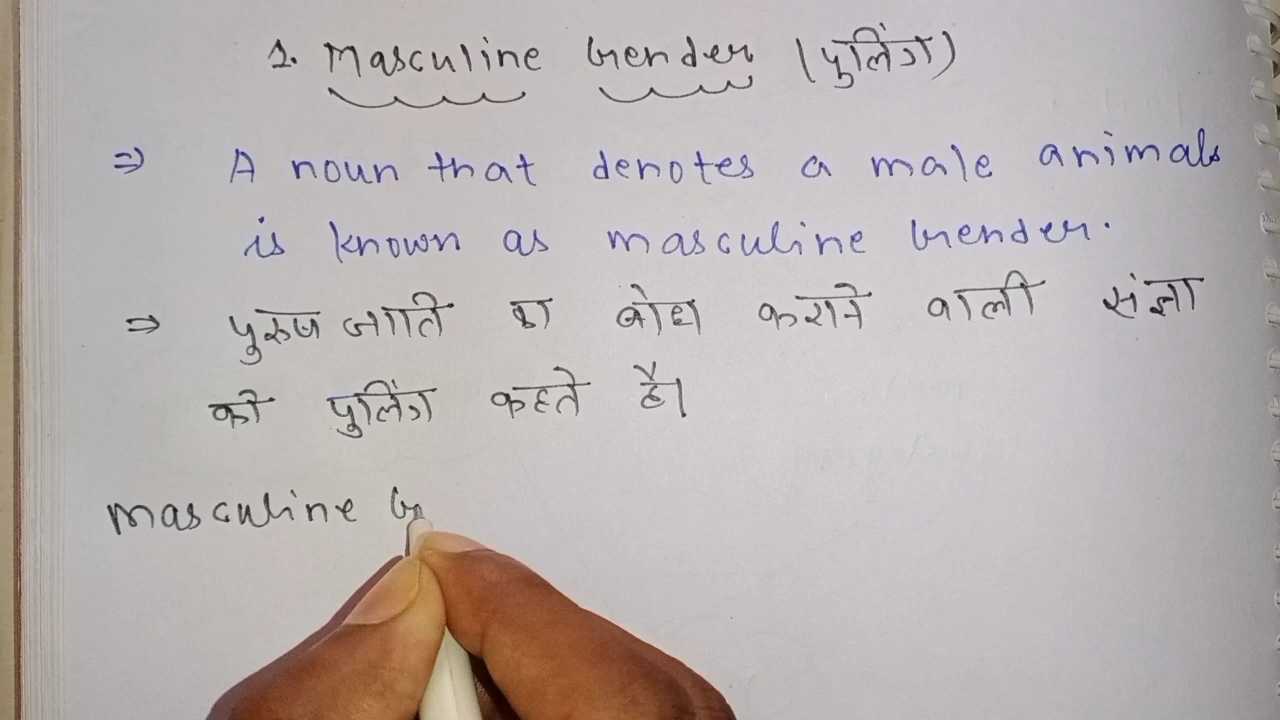 1. Masculine Gender (पुलिंग)
⇒ A noun that denotes a male animals
is known as masculine Gender.
⇒ पुरुष जाति का बोध कराने वाली संज्ञा
को पुलिंग कहते है।
Masculine